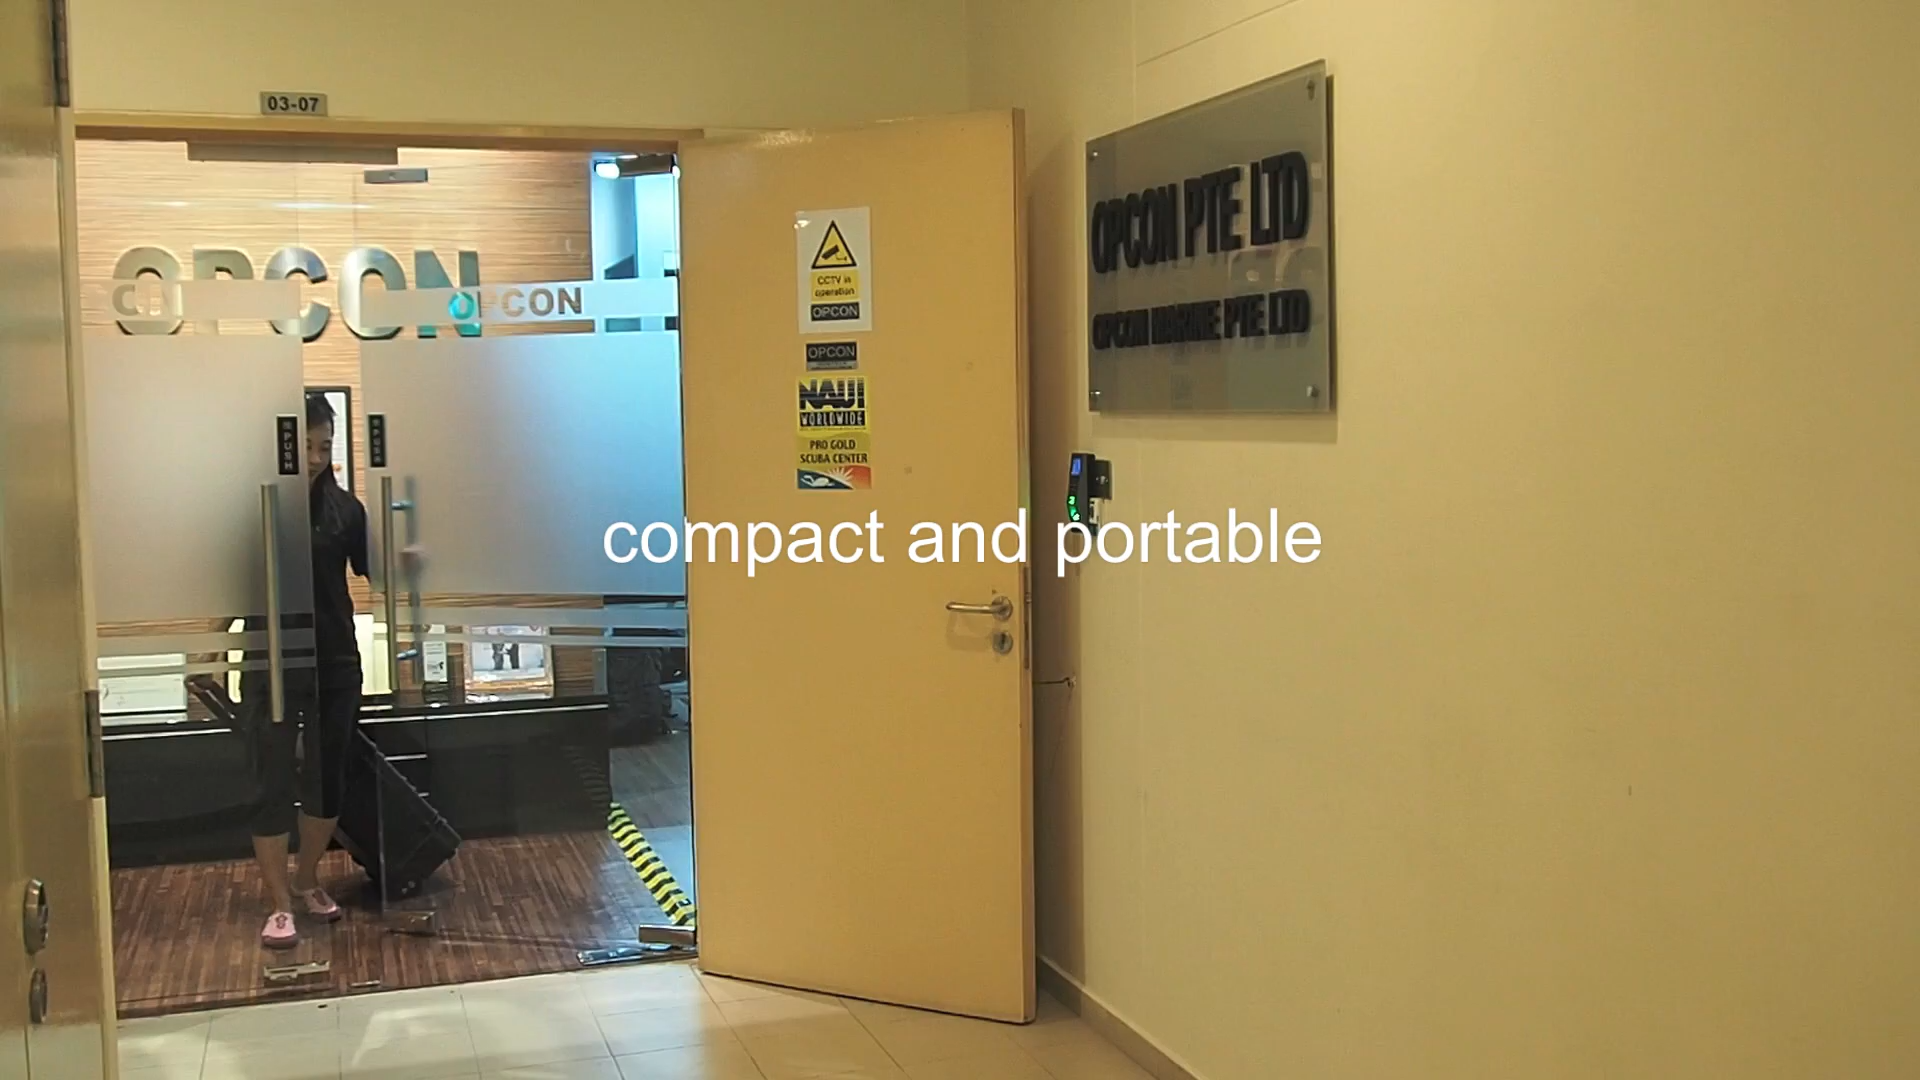 03-07
OPCON
OPCON
PUSH
PUSH
CCTV in
operation
OPCON
OPCON
NAUI
WORLDWIDE
PRO GOLD
SCUBA CENTER
OPCON PTE LTD
OPCON MARINE PTE LTD
compact and portable